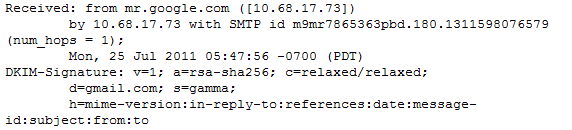 Received: from mr.google.com ([10.68.17.73])
by 10.68.17.73 with SMTP id m9mr7865363pbd.180.1311598076579
(num_hops = 1);
Mon, 25 Jul 2011 05:47:56 -0700 (PDT)
DKIM-Signature: v=1; a=rsa-sha256; c=relaxed/relaxed;
d=gmail.com; s=gamma;
h=mime-version:in-reply-to:references:date:message-
id:subject:from:to